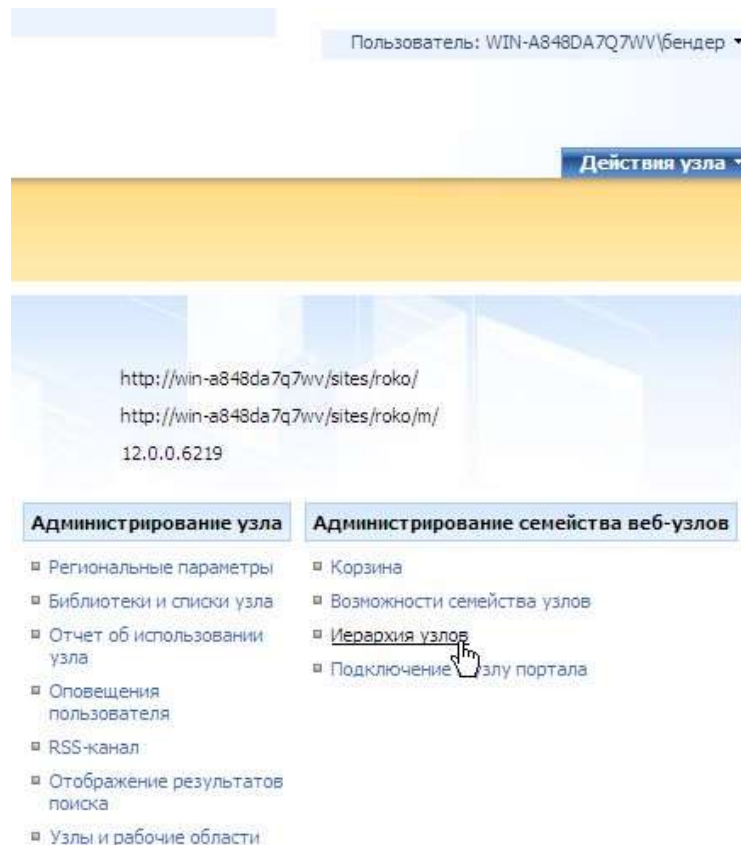 Пользователь: WIN-A848DA7Q7WV\бендер
Действия узла
http://win-a848da7q7wv/sites/roko/
http://win-a848da7q7wv/sites/roko/m/
12.0.0.6219
Администрирование узла
Региональные параметры
Библиотеки и списки узла
Отчет об использовании
узла
Оповещения
пользователя
RSS-канал
Отображение результатов
поиска
Узлы и рабочие области
Администрирование семейства веб-узлов
Корзина
Возможности семейства узлов
Иерархия узлов
Подключение узлу портала